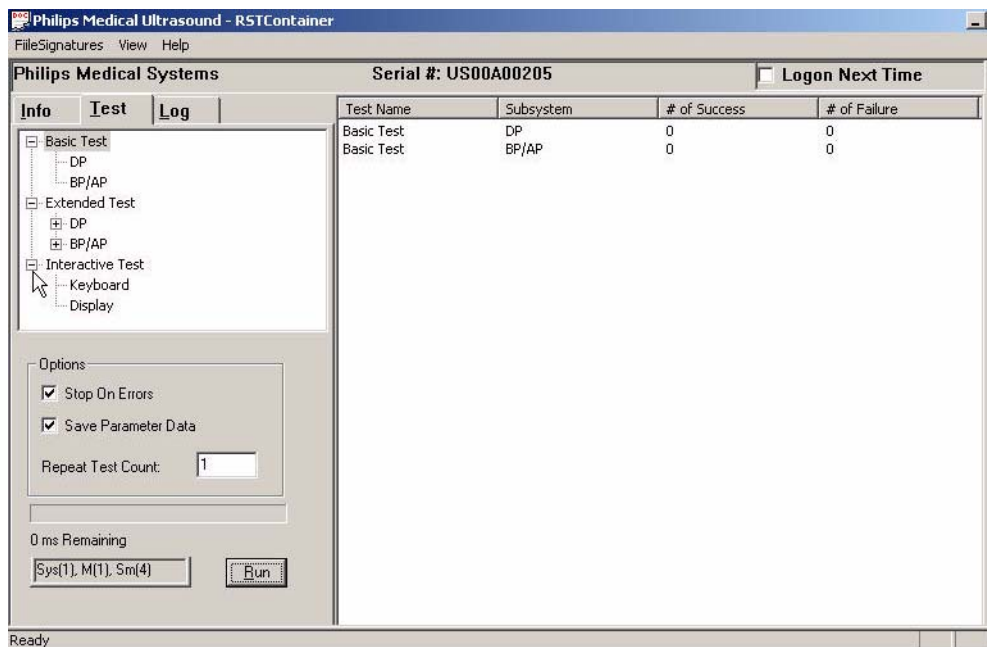 Philips Medical Ultrasound - RSTContainer
FiileSignatures View Help
Philips Medical Systems Serial #: US00A00205 Logon Next Time
Info Test Log
Test Name Subsystem # of Success # of Failure
Basic Test DP 0 0
Basic Test BP/AP 0 0
Basic Test
DP
BP/AP
Extended Test
DP
BP/AP
Interactive Test
Keyboard
Display
Options
Stop On Errors
Save Parameter Data
Repeat Test Count: 1
0 ms Remaining
Sys(1), M(1), Sm(4) Run
Ready